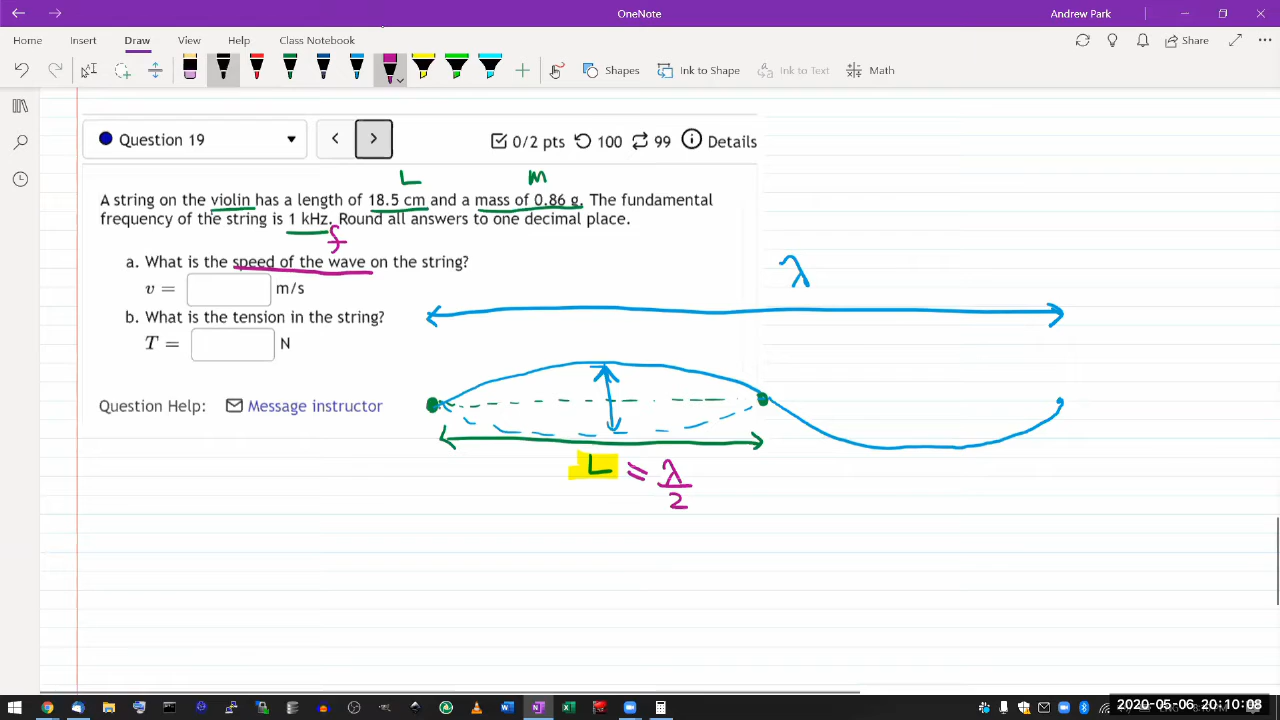 OneNote
Andrew Park
Home Insert Draw View Help Class Notebook
Share
Shapes Ink to Shape Ink to Text Math
Question 19
0/2 pts 100 99 Details
L m
A string on the violin has a length of 18.5 cm and a mass of 0.86 g. The fundamental
frequency of the string is 1 kHz. Round all answers to one decimal place.
f
a. What is the speed of the wave on the string?
λ
v = m/s
b. What is the tension in the string?
T = N
Question Help: Message instructor
L = λ/2
2020-05-06 20:10:08